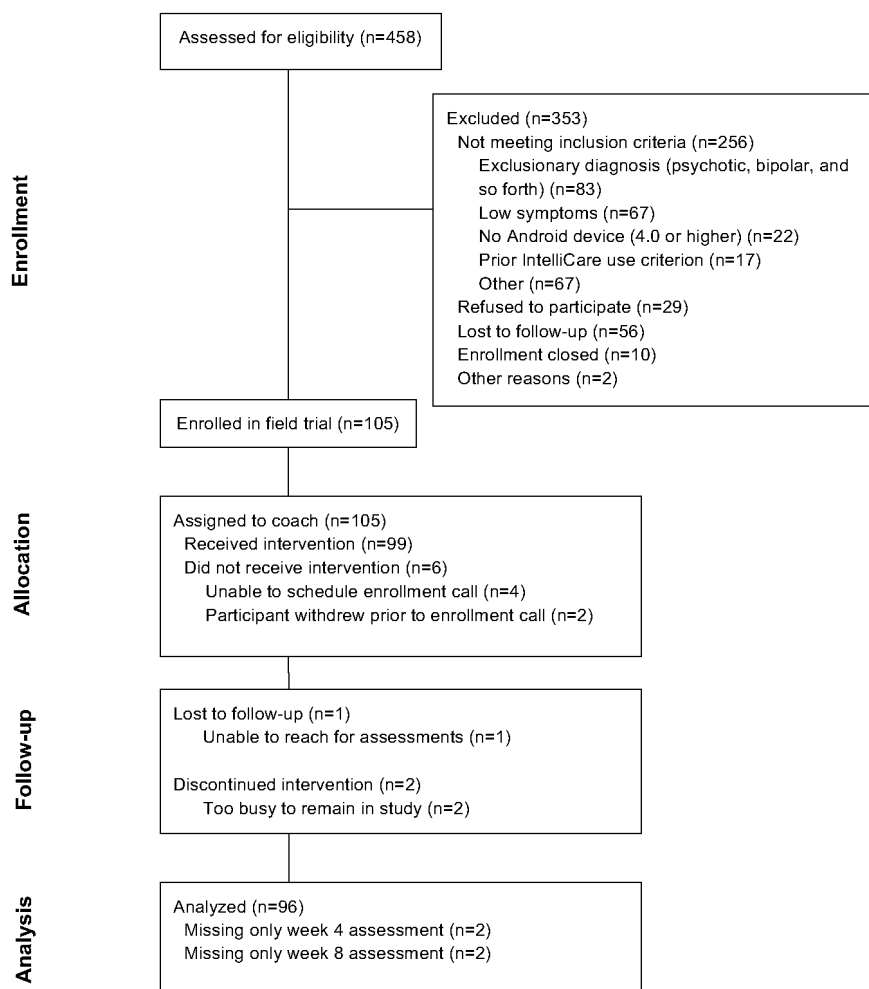 Assessed for eligibility (n=458)
Enrollment
Excluded (n=353)
Not meeting inclusion criteria (n=256)
Exclusionary diagnosis (psychotic, bipolar, and
so forth) (n=83)
Low symptoms (n=67)
No Android device (4.0 or higher) (n=22)
Prior IntelliCare use criterion (n=17)
Other (n=67)
Refused to participate (n=29)
Lost to follow-up (n=56)
Enrollment closed (n=10)
Other reasons (n=2)
Enrolled in field trial (n=105)
Allocation
Assigned to coach (n=105)
Received intervention (n=99)
Did not receive intervention (n=6)
Unable to schedule enrollment call (n=4)
Participant withdrew prior to enrollment call (n=2)
Follow-up
Lost to follow-up (n=1)
Unable to reach for assessments (n=1)
Discontinued intervention (n=2)
Too busy to remain in study (n=2)
Analysis
Analyzed (n=96)
Missing only week 4 assessment (n=2)
Missing only week 8 assessment (n=2)